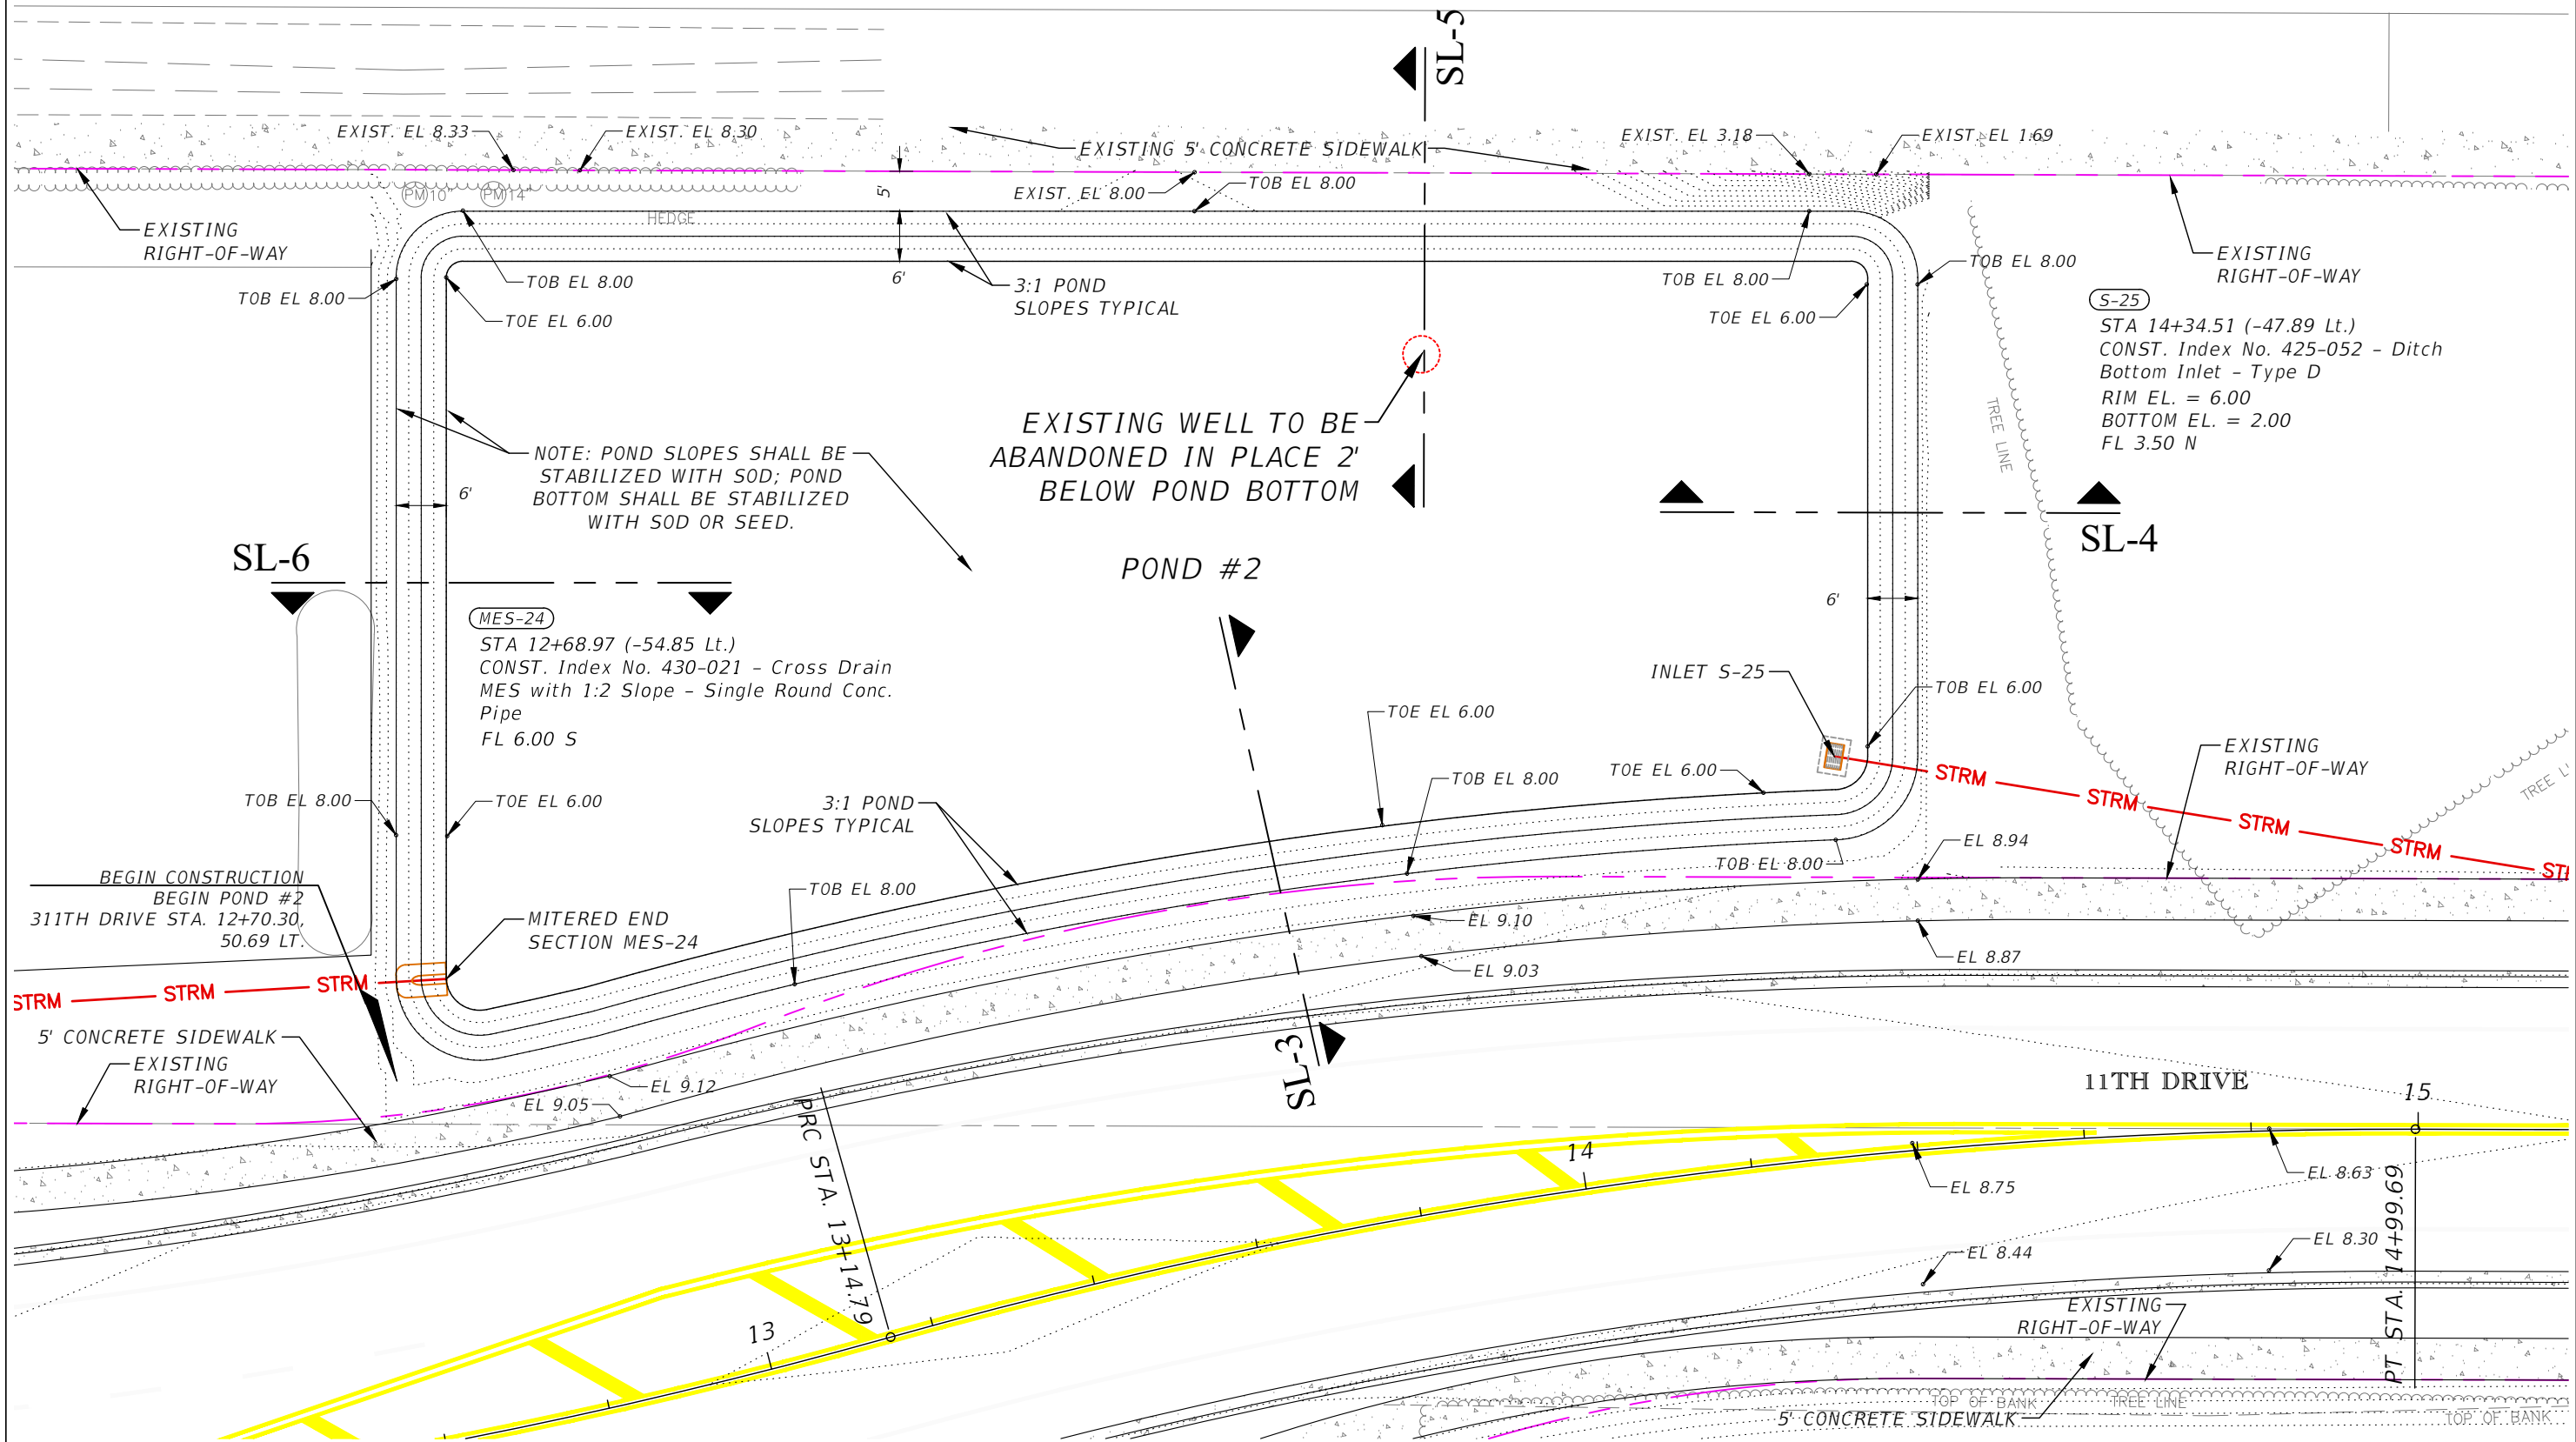 SL-5
EXIST. EL 8.33
EXIST. EL 8.30
EXISTING 5' CONCRETE SIDEWALK
EXIST. EL 3.18
EXIST. EL 1.69
PM 10"
PM 14"
HEDGE
5'
EXIST. EL 8.00
TOB EL 8.00
EXISTING
RIGHT-OF-WAY
TOB EL 8.00
TOB EL 8.00
TOE EL 6.00
6'
3:1 POND
SLOPES TYPICAL
TOB EL 8.00
TOE EL 6.00
TOB EL 8.00
EXISTING
RIGHT-OF-WAY
S-25
STA 14+34.51 (-47.89 Lt.)
CONST. Index No. 425-052 - Ditch
Bottom Inlet - Type D
RIM EL. = 6.00
BOTTOM EL. = 2.00
FL 3.50 N
TREE LINE
EXISTING WELL TO BE
ABANDONED IN PLACE 2'
BELOW POND BOTTOM
NOTE: POND SLOPES SHALL BE
STABILIZED WITH SOD; POND
BOTTOM SHALL BE STABILIZED
WITH SOD OR SEED.
6'
SL-6
SL-4
POND #2
6'
MES-24
STA 12+68.97 (-54.85 Lt.)
CONST. Index No. 430-021 - Cross Drain
MES with 1:2 Slope - Single Round Conc.
Pipe
FL 6.00 S
INLET S-25
TOB EL 6.00
TOE EL 6.00
TOB EL 8.00
TOE EL 6.00
EXISTING
RIGHT-OF-WAY
STRM
STRM
STRM
STRM
TREE
TOB EL 8.00
TOE EL 6.00
3:1 POND
SLOPES TYPICAL
TOB EL 8.00
TOB EL 8.00
EL 8.94
BEGIN CONSTRUCTION
BEGIN POND #2
311TH DRIVE STA. 12+70.30,
50.69 LT.
MITERED END
SECTION MES-24
EL 9.10
EL 9.03
EL 8.87
STRM
STRM
STRM
5' CONCRETE SIDEWALK
EXISTING
RIGHT-OF-WAY
EL 9.12
EL 9.05
SL-3
11TH DRIVE
15
PRC STA. 13+14.79
14
13
EL 8.75
EL 8.63
EL 8.44
EL 8.30
PT STA. 14+99.69
EXISTING
RIGHT-OF-WAY
TOP OF BANK
TREE LINE
5' CONCRETE SIDEWALK
TOP OF BANK